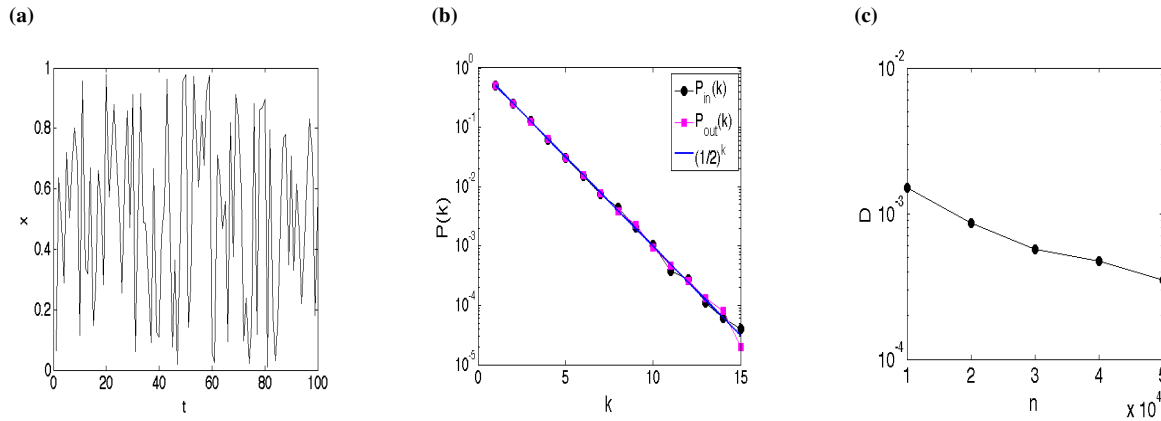 (a)
1
0.8
0.6
0.4
0.2
0
x
0 20 40 60 80 100
t
(b)
10^0
10^-1
10^-2
10^-3
10^-4
10^-5
P(k)
P_in(k)
P_out(k)
(1/2)^k
0 5 10 15
k
(c)
10^-2
10^-3
10^-4
D
1 2 3 4 5
n
x 10^4